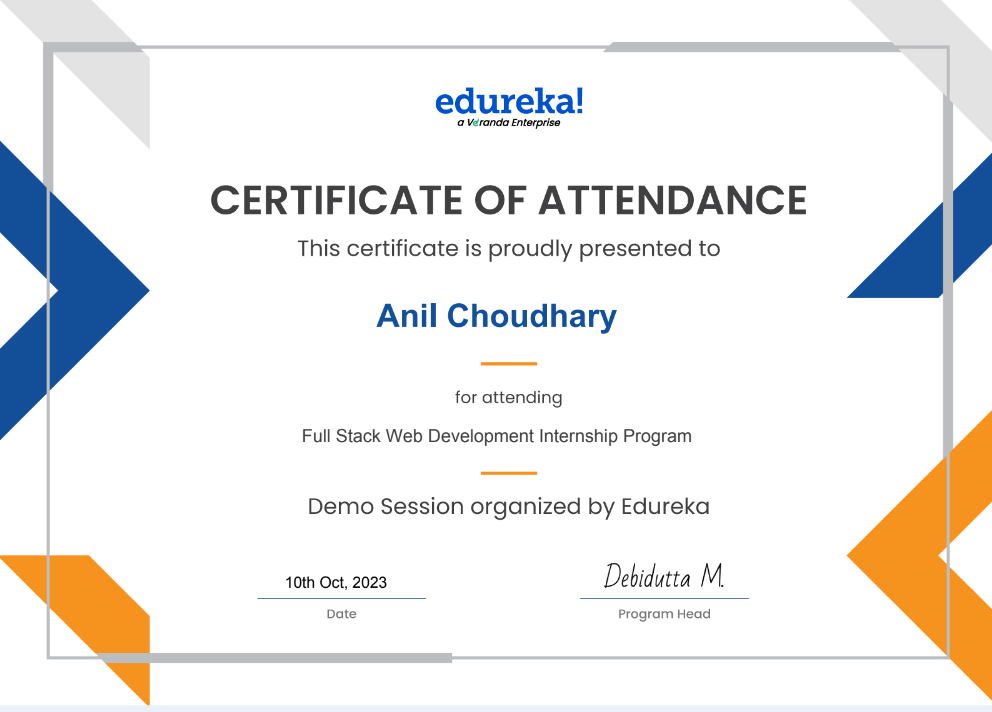 edureka!
a Veranda Enterprise
CERTIFICATE OF ATTENDANCE
This certificate is proudly presented to
Anil Choudhary
for attending
Full Stack Web Development Internship Program
Demo Session organized by Edureka
10th Oct, 2023
Debidutta M.
Date
Program Head